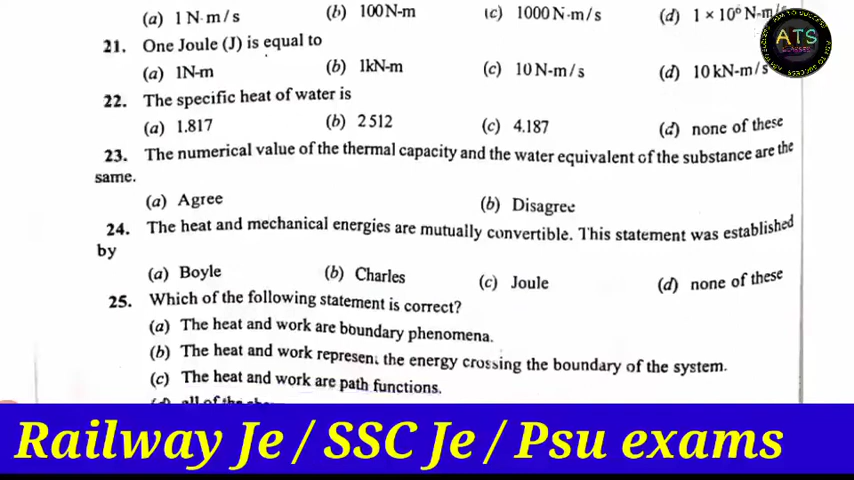 (a) 1 N·m/s (b) 100 N-m (c) 1000 N-m/s (d) 1 × 10⁶ N-m/s
21. One Joule (J) is equal to
(a) 1N-m (b) 1kN-m (c) 10 N-m/s (d) 10 kN-m/s
22. The specific heat of water is
(a) 1.817 (b) 2 512 (c) 4.187 (d) none of these
23. The numerical value of the thermal capacity and the water equivalent of the substance are the
same.
(a) Agree (b) Disagree
24. The heat and mechanical energies are mutually convertible. This statement was established
by
(a) Boyle (b) Charles (c) Joule (d) none of these
25. Which of the following statement is correct?
(a) The heat and work are boundary phenomena.
(b) The heat and work represent the energy crossing the boundary of the system.
(c) The heat and work are path functions.
(d) all of the
ATS
CLASSES
Railway Je / SSC Je / Psu exams